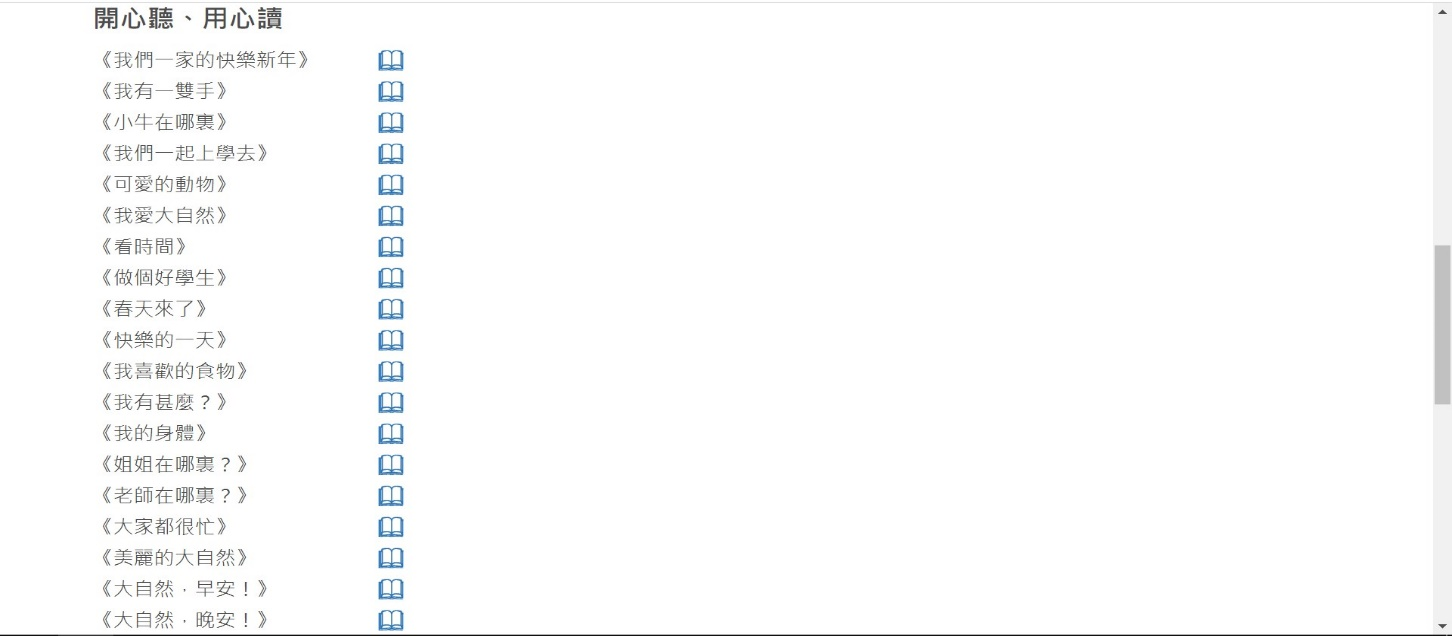 開心聽、用心讀
《我們一家的快樂新年》
《我有一雙手》
《小牛在哪裏》
《我們一起上學去》
《可愛的動物》
《我愛大自然》
《看時間》
《做個好學生》
《春天來了》
《快樂的一天》
《我喜歡的食物》
《我有甚麼？》
《我的身體》
《姐姐在哪裏？》
《老師在哪裏？》
《大家都很忙》
《美麗的大自然》
《大自然，早安！》
《大自然，晚安！》